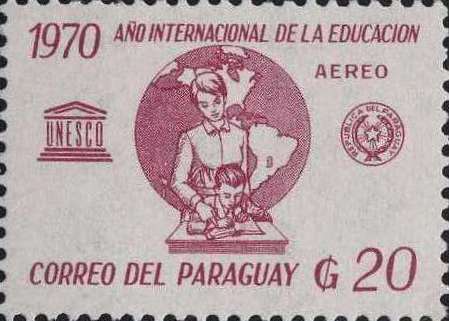 1970 AÑO INTERNACIONAL DE LA EDUCACION
AEREO
UNESCO
REPUBLICA DEL PARAGUAY
CORREO DEL PARAGUAY ₲ 20